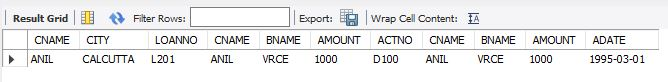 Result Grid Filter Rows: Export: Wrap Cell Content:
CNAME CITY LOANNO CNAME BNAME AMOUNT ACTNO CNAME BNAME AMOUNT ADATE
ANIL CALCUTTA L201 ANIL VRCE 1000 D100 ANIL VRCE 1000 1995-03-01